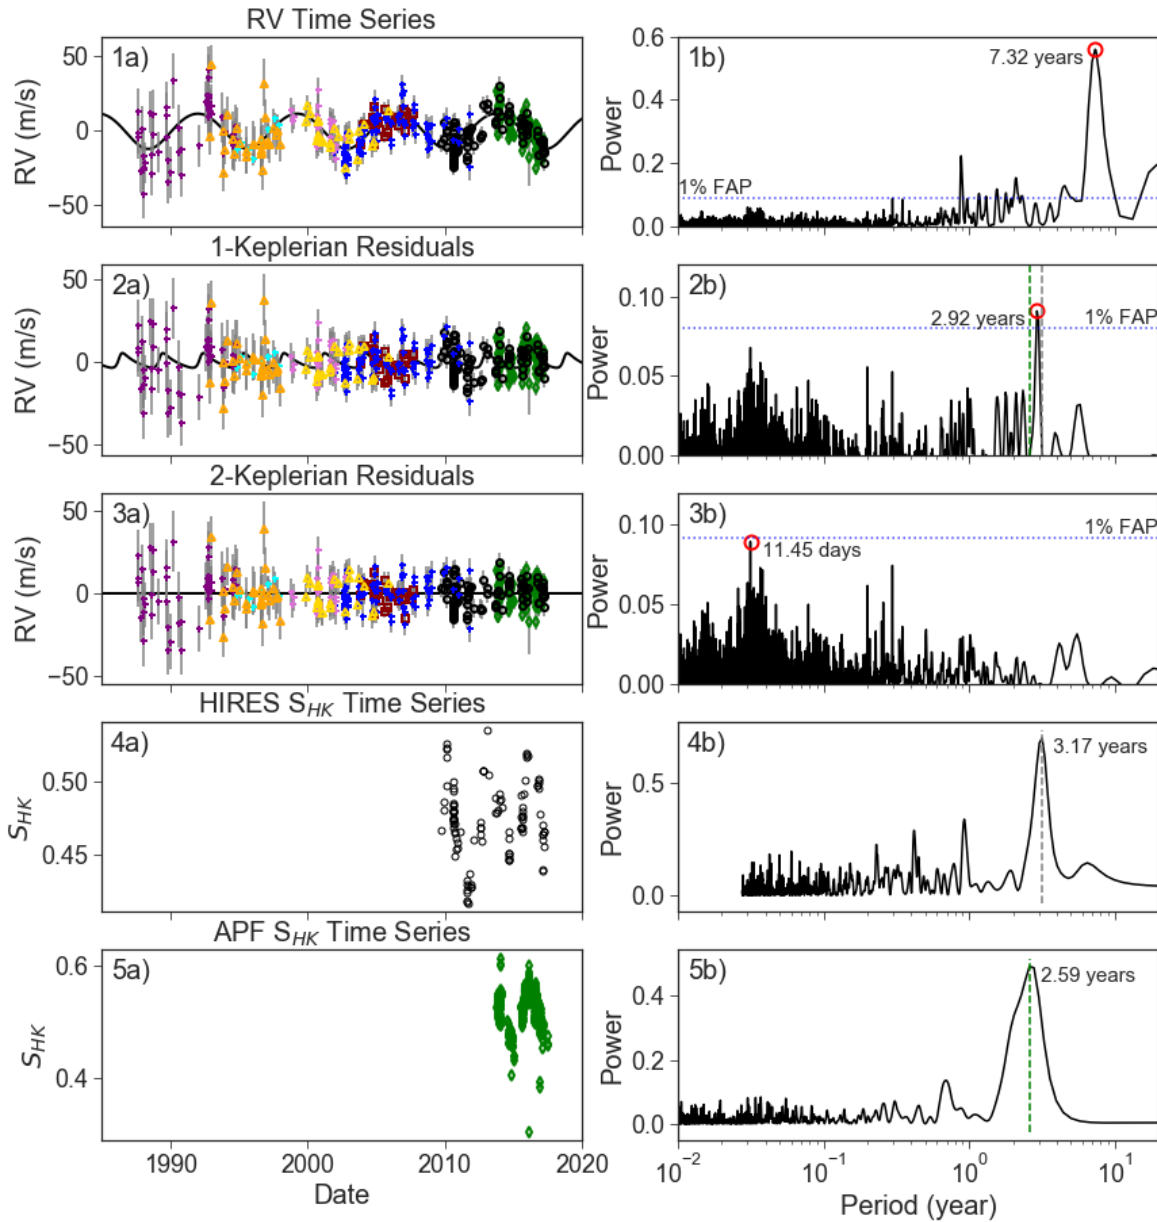 RV Time Series
1a)
50
0
−50
RV (m/s)
1b)
7.32 years
1% FAP
0.6
0.4
0.2
0.0
Power
1-Keplerian Residuals
2a)
50
0
−50
RV (m/s)
2b)
2.92 years
1% FAP
0.10
0.05
0.00
Power
2-Keplerian Residuals
3a)
50
0
−50
RV (m/s)
3b)
11.45 days
1% FAP
0.10
0.05
0.00
Power
HIRES S_HK Time Series
4a)
0.50
0.45
S_HK
4b)
3.17 years
0.5
0.0
Power
APF S_HK Time Series
5a)
0.6
0.4
S_HK
5b)
2.59 years
0.4
0.2
0.0
Power
1990 2000 2010 2020
Date
10⁻² 10⁻¹ 10⁰ 10¹
Period (year)